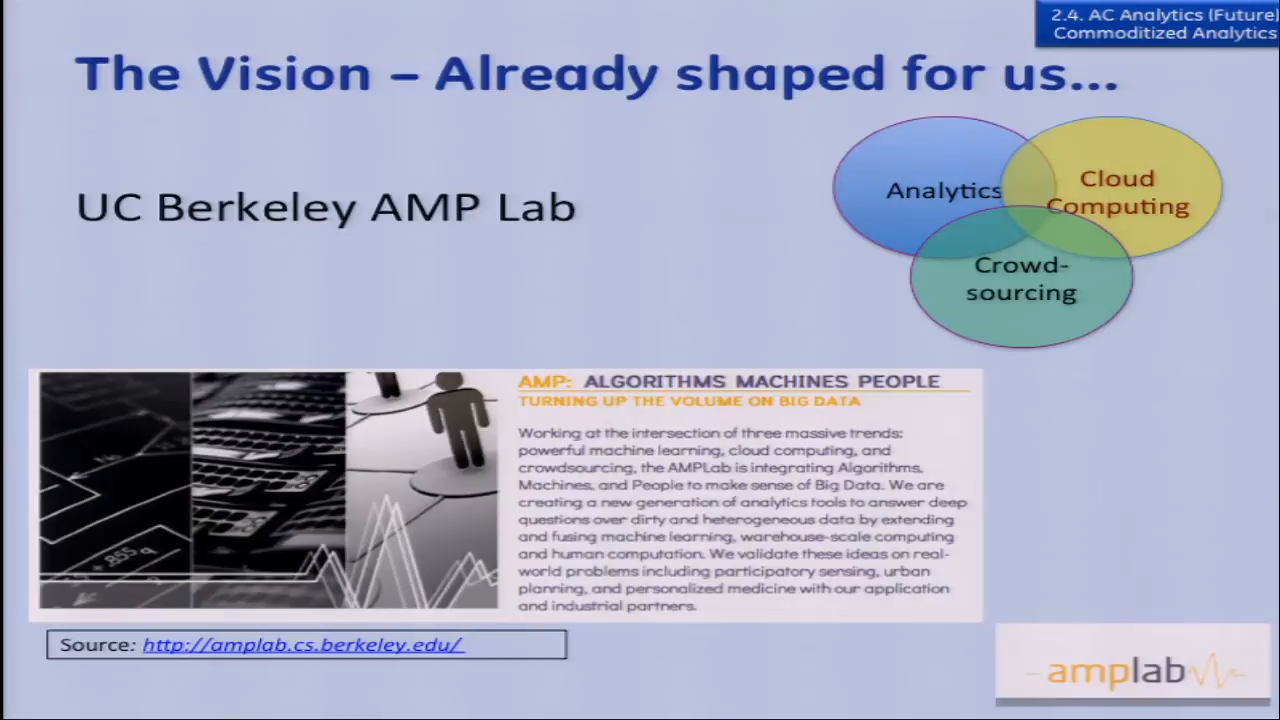 2.4. AC Analytics (Future)
Commoditized Analytics
The Vision – Already shaped for us...
Analytics
Cloud
Computing
Crowd-
sourcing
UC Berkeley AMP Lab
AMP: ALGORITHMS MACHINES PEOPLE
TURNING UP THE VOLUME ON BIG DATA
Working at the intersection of three massive trends:
powerful machine learning, cloud computing, and
crowdsourcing, the AMPLab is integrating Algorithms,
Machines, and People to make sense of Big Data. We are
creating a new generation of analytics tools to answer deep
questions over dirty and heterogeneous data by extending
and fusing machine learning, warehouse-scale computing
and human computation. We validate these ideas on real-
world problems including participatory sensing, urban
planning, and personalized medicine with our application
and industrial partners.
Source: http://amplab.cs.berkeley.edu/
amplab